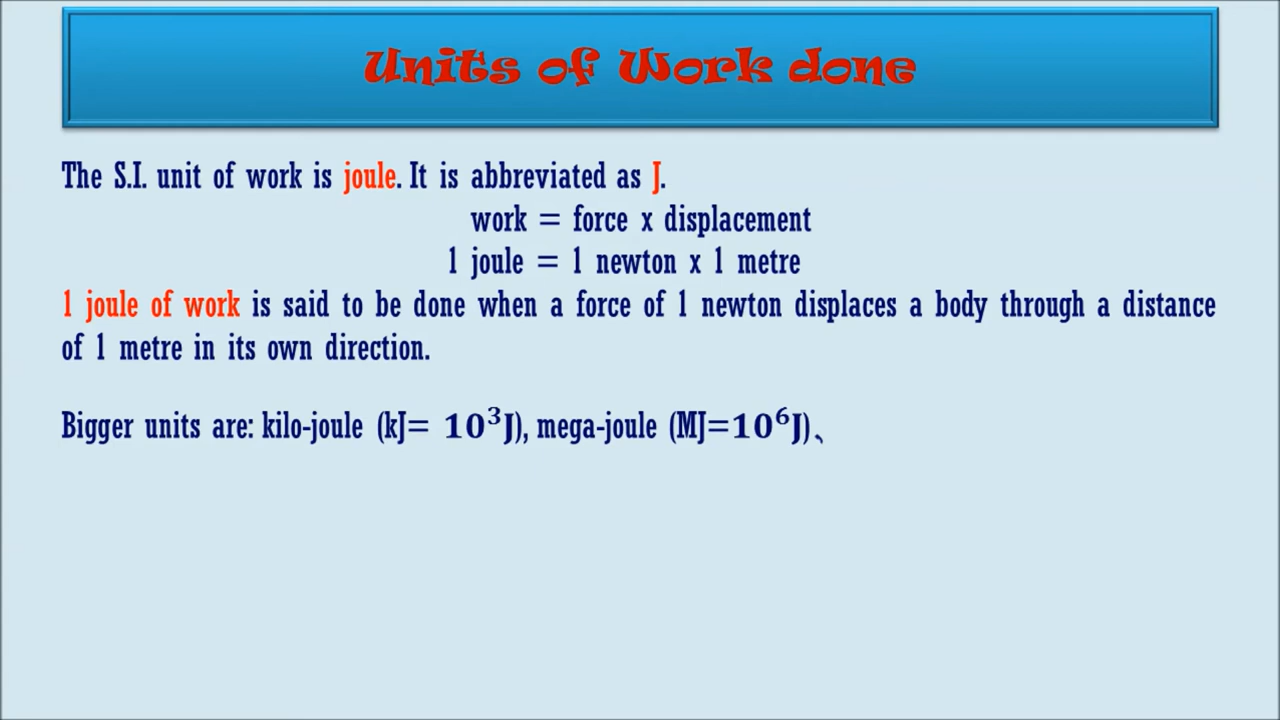 Units of Work done
The S.I. unit of work is joule. It is abbreviated as J.
work = force x displacement
1 joule = 1 newton x 1 metre
1 joule of work is said to be done when a force of 1 newton displaces a body through a distance
of 1 metre in its own direction.
Bigger units are: kilo-joule (kJ= 10³J), mega-joule (MJ=10⁶J)